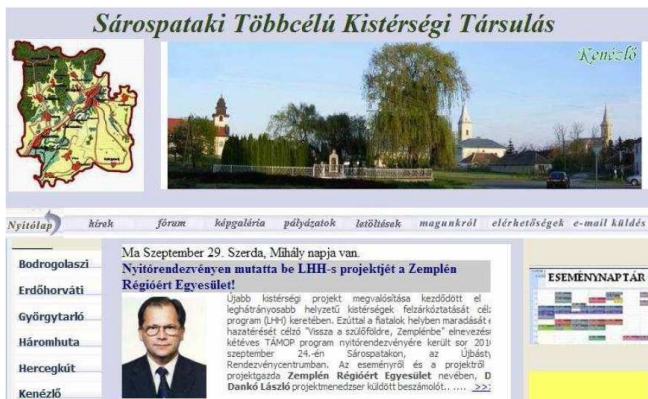 Sárospataki Többcélú Kistérségi Társulás
Kenézló
Nyitólap
hírek
fórum
képgaléria
pályázatok
letöltések
magunkról
elérhetőségek
e-mail küldés
Bodrogolaszi
Erdőhorváti
Györgytarló
Háromhuta
Hercegkút
Kenézlő
Ma Szeptember 29. Szerda, Mihály napja van.
Nyitórendezvényen mutatta be LHH-s projektjét a Zemplén
Régióért Egyesület!
Újabb kistérségi projekt megvalósítása kezdődött el
leghátrányosabb helyzetű kistérségek felzárkóztatását
program (LHH) keretében. Ezúttal a fiatalok helyben maradását
hazatérését célzó "Vissza a szülőföldre, Zemplénbe" elnevezés
kétéves TÁMOP program nyitórendezvényére került sor
szeptember 24.-én Sárospatakon, az
Rendezvénycentrumban. Az eseményről és a projektről
projektgazda Zemplén Régióért Egyesület nevében,
Dankó László projektmenedzser küldött beszámolót.. .... >>:
ESEMÉNYNAPTÁR